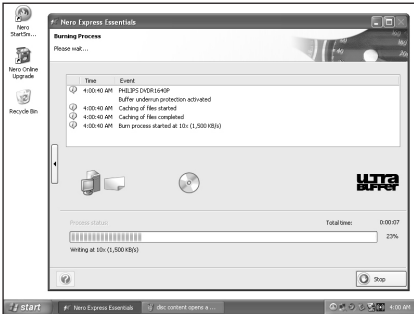 Nero
StartSm...
Nero Online
Upgrade
Recycle Bin
Nero Express Essentials
Burning Process
Please wait...
Time Event
4:00:40 AM PHILIPS DVDR1640P
Buffer underrun protection activated
4:00:40 AM Caching of files started
4:00:40 AM Caching of files completed
4:00:40 AM Burn process started at 10x (1,500 KB/s)
ULTRA
BUFFER
Process status: Total time: 0:00:07
23%
Writing at 10x (1,500 KB/s)
Stop
start Nero Express Essentials disc content opens a ... 4:00 AM